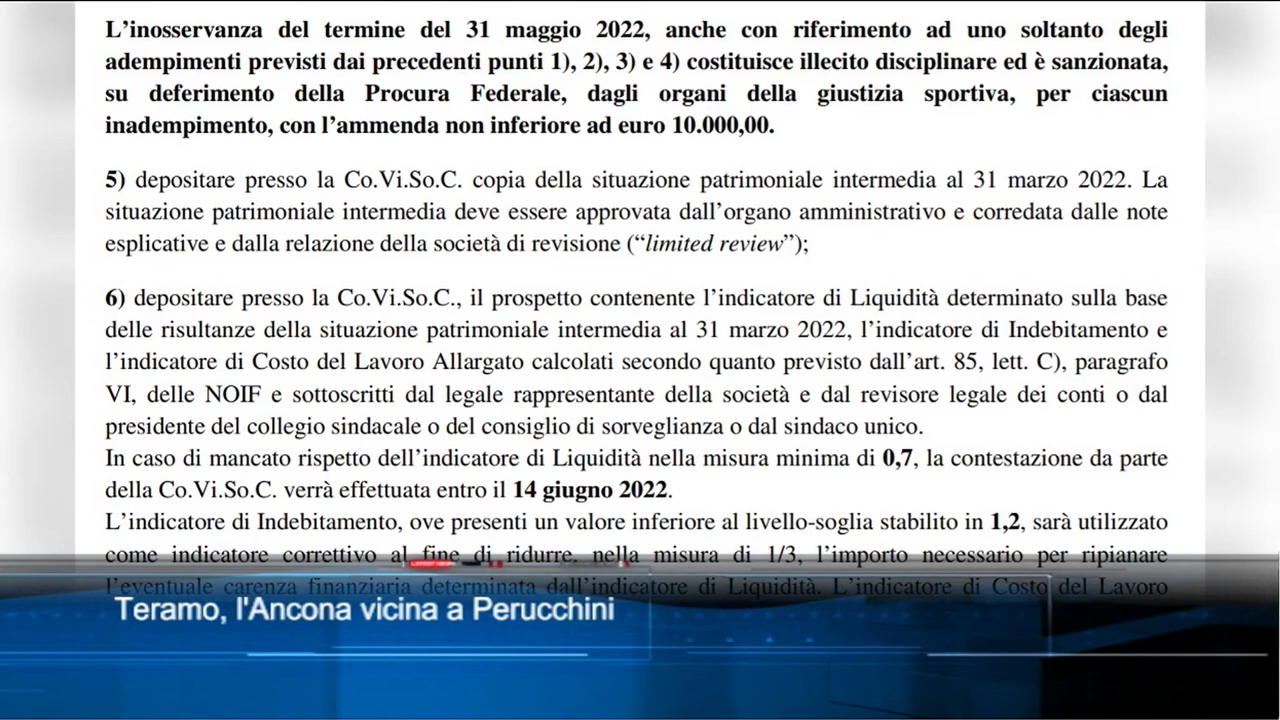 L’inosservanza del termine del 31 maggio 2022, anche con riferimento ad uno soltanto degli
adempimenti previsti dai precedenti punti 1), 2), 3) e 4) costituisce illecito disciplinare ed è sanzionata,
su deferimento della Procura Federale, dagli organi della giustizia sportiva, per ciascun
inadempimento, con l’ammenda non inferiore ad euro 10.000,00.
5) depositare presso la Co.Vi.So.C. copia della situazione patrimoniale intermedia al 31 marzo 2022. La
situazione patrimoniale intermedia deve essere approvata dall’organo amministrativo e corredata dalle note
esplicative e dalla relazione della società di revisione (“limited review”);
6) depositare presso la Co.Vi.So.C., il prospetto contenente l’indicatore di Liquidità determinato sulla base
delle risultanze della situazione patrimoniale intermedia al 31 marzo 2022, l’indicatore di Indebitamento e
l’indicatore di Costo del Lavoro Allargato calcolati secondo quanto previsto dall’art. 85, lett. C), paragrafo
VI, delle NOIF e sottoscritti dal legale rappresentante della società e dal revisore legale dei conti o dal
presidente del collegio sindacale o del consiglio di sorveglianza o dal sindaco unico.
In caso di mancato rispetto dell’indicatore di Liquidità nella misura minima di 0,7, la contestazione da parte
della Co.Vi.So.C. verrà effettuata entro il 14 giugno 2022.
L’indicatore di Indebitamento, ove presenti un valore inferiore al livello-soglia stabilito in 1,2, sarà utilizzato
come indicatore correttivo al fine di ridurre, nella misura di 1/3, l’importo necessario per ripianare
LATEST NEWS
l’eventuale carenza finanziaria determinata dall’indicatore di Liquidità. L’indicatore di Costo del Lavoro
Teramo, l'Ancona vicina a Perucchini